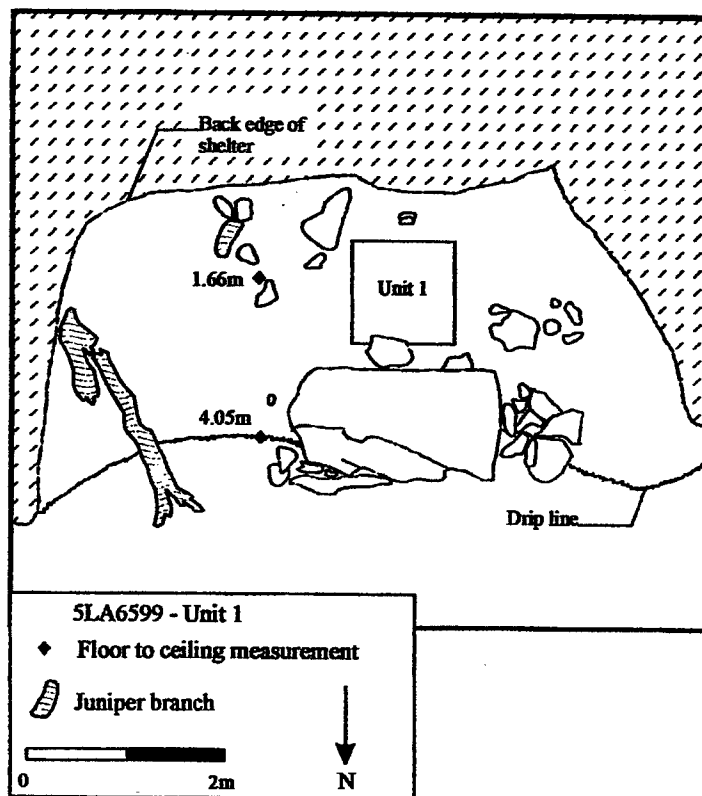 Back edge of
shelter
1.66m
Unit 1
4.05m
Drip line
5LA6599 - Unit 1
Floor to ceiling measurement
Juniper branch
0
2m
N